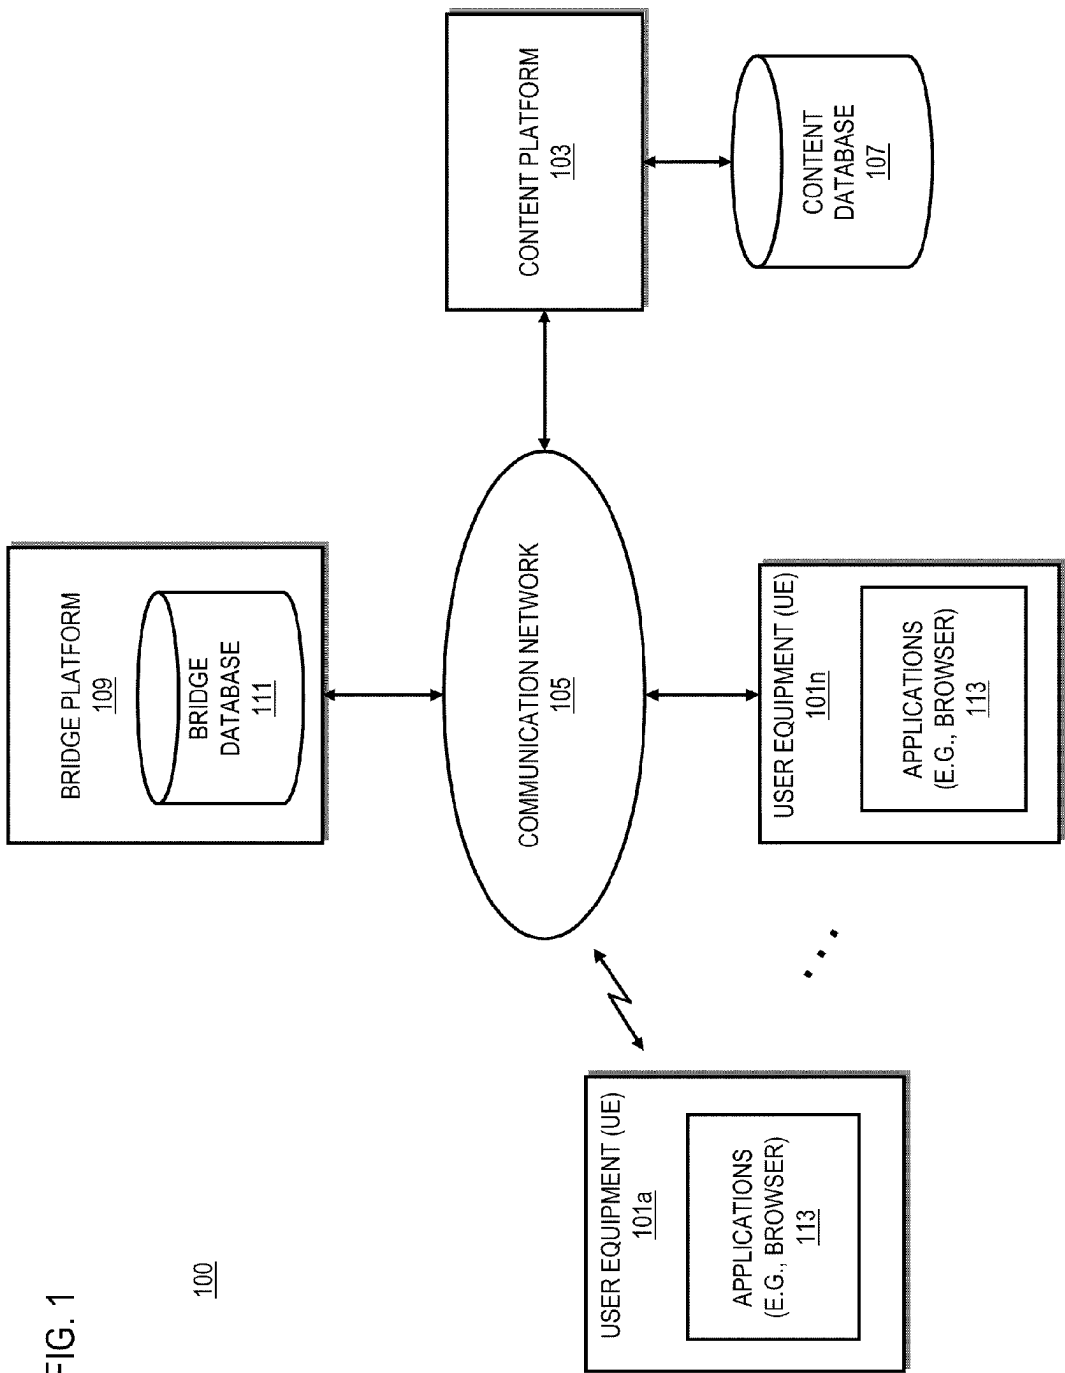 FIG. 1
100
BRIDGE PLATFORM
109
BRIDGE
DATABASE
111
USER EQUIPMENT (UE)
101a
APPLICATIONS
(E.G., BROWSER)
113
COMMUNICATION NETWORK
105
CONTENT PLATFORM
103
USER EQUIPMENT (UE)
101n
APPLICATIONS
(E.G., BROWSER)
113
CONTENT
DATABASE
107